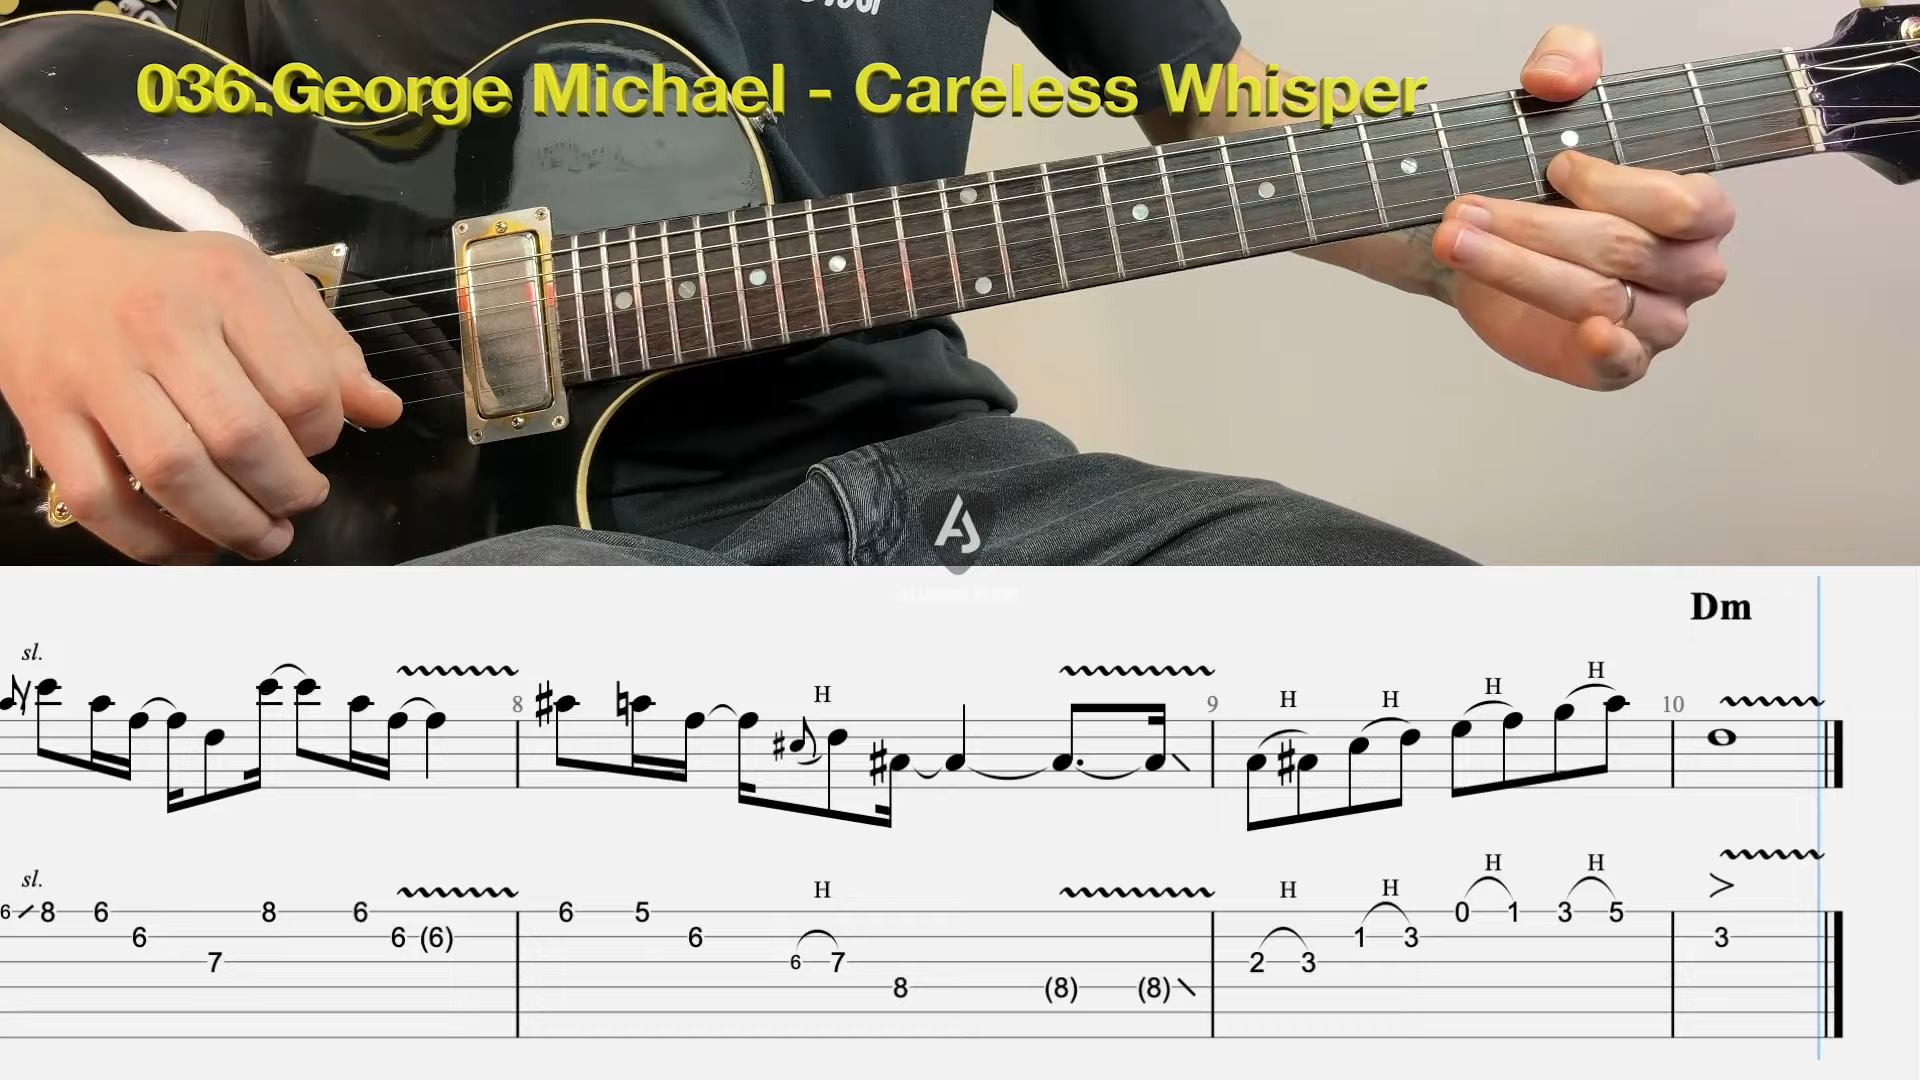 036.George Michael - Careless Whisper
Dm
sl.
H
H H H H
8 9 10
sl.
H
H H H H
6 8 6 6 7 8 6 6 (6)
6 5 6 6 7 8 (8) (8)
2 3 1 3 0 1 3 5
3